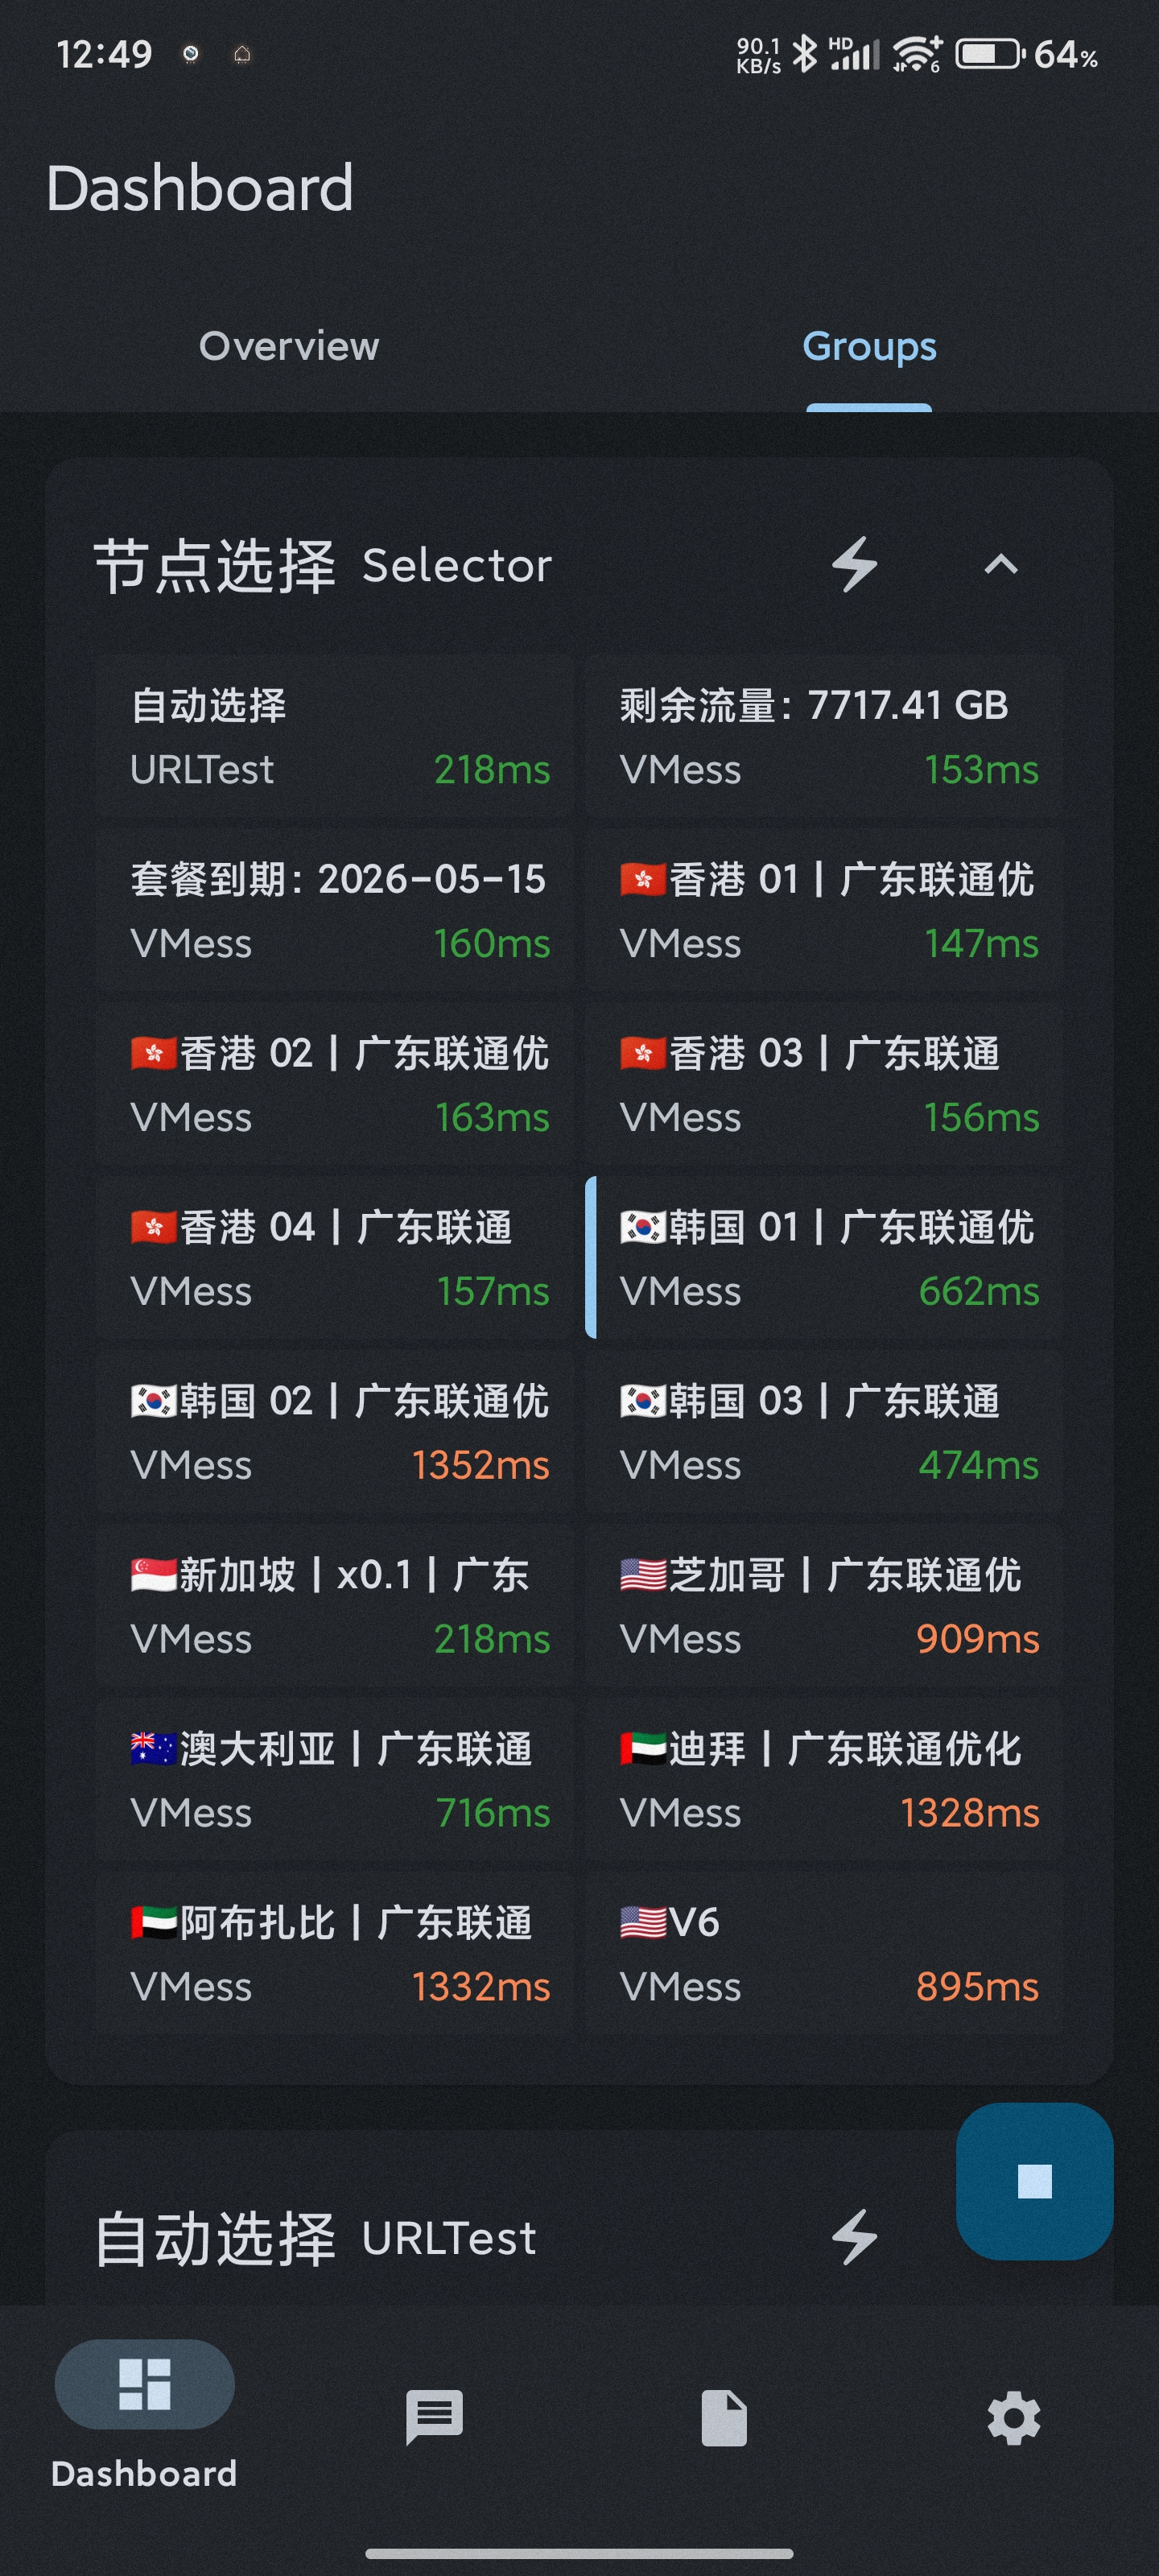 12:49
90.1 KB/s HD 6 64%
Dashboard
Overview
Groups
节点选择 Selector
自动选择
URLTest 218ms
剩余流量: 7717.41 GB
VMess 153ms
套餐到期: 2026-05-15
VMess 160ms
香港 01 | 广东联通优
VMess 147ms
香港 02 | 广东联通优
VMess 163ms
香港 03 | 广东联通
VMess 156ms
香港 04 | 广东联通
VMess 157ms
韩国 01 | 广东联通优
VMess 662ms
韩国 02 | 广东联通优
VMess 1352ms
韩国 03 | 广东联通
VMess 474ms
新加坡 | x0.1 | 广东
VMess 218ms
芝加哥 | 广东联通优
VMess 909ms
澳大利亚 | 广东联通
VMess 716ms
迪拜 | 广东联通优化
VMess 1328ms
阿布扎比 | 广东联通
VMess 1332ms
V6
VMess 895ms
自动选择 URLTest
Dashboard